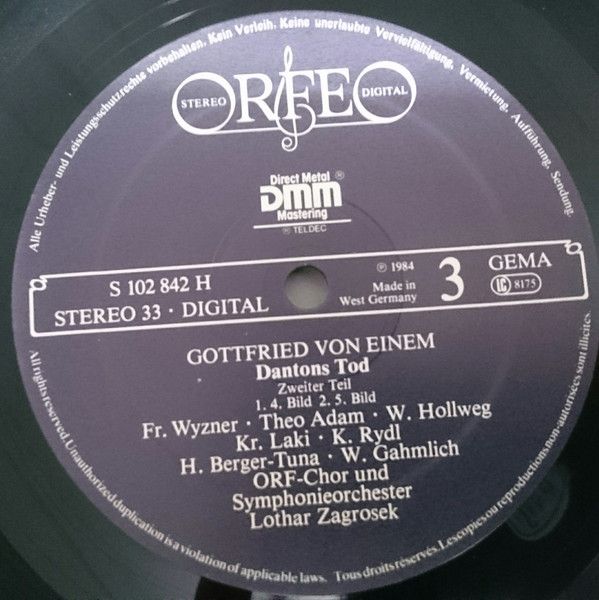 Alle Urheber- und Leistungsschutzrechte vorbehalten. Kein Verleih. Keine unerlaubte Vervielfältigung, Vermietung, Aufführung, Sendung.
STEREO ORFEO DIGITAL
Direct Metal ®
DMM
Mastering
℗ TELDEC
S 102 842 H
STEREO 33 · DIGITAL
℗ 1984
Made in
West Germany
3
GEMA
LC 8175
GOTTFRIED VON EINEM
Dantons Tod
Zweiter Teil
1. 4. Bild 2. 5. Bild
Fr. Wyzner · Theo Adam · W. Hollweg
Kr. Laki · K. Rydl
H. Berger-Tuna · W. Gahmlich
ORF-Chor und
Symphonieorchester
Lothar Zagrosek
All rights reserved. Unauthorized duplication is a violation of applicable laws. Tous droits réservés. Les copies ou reproductions non-autorisées sont illicites.